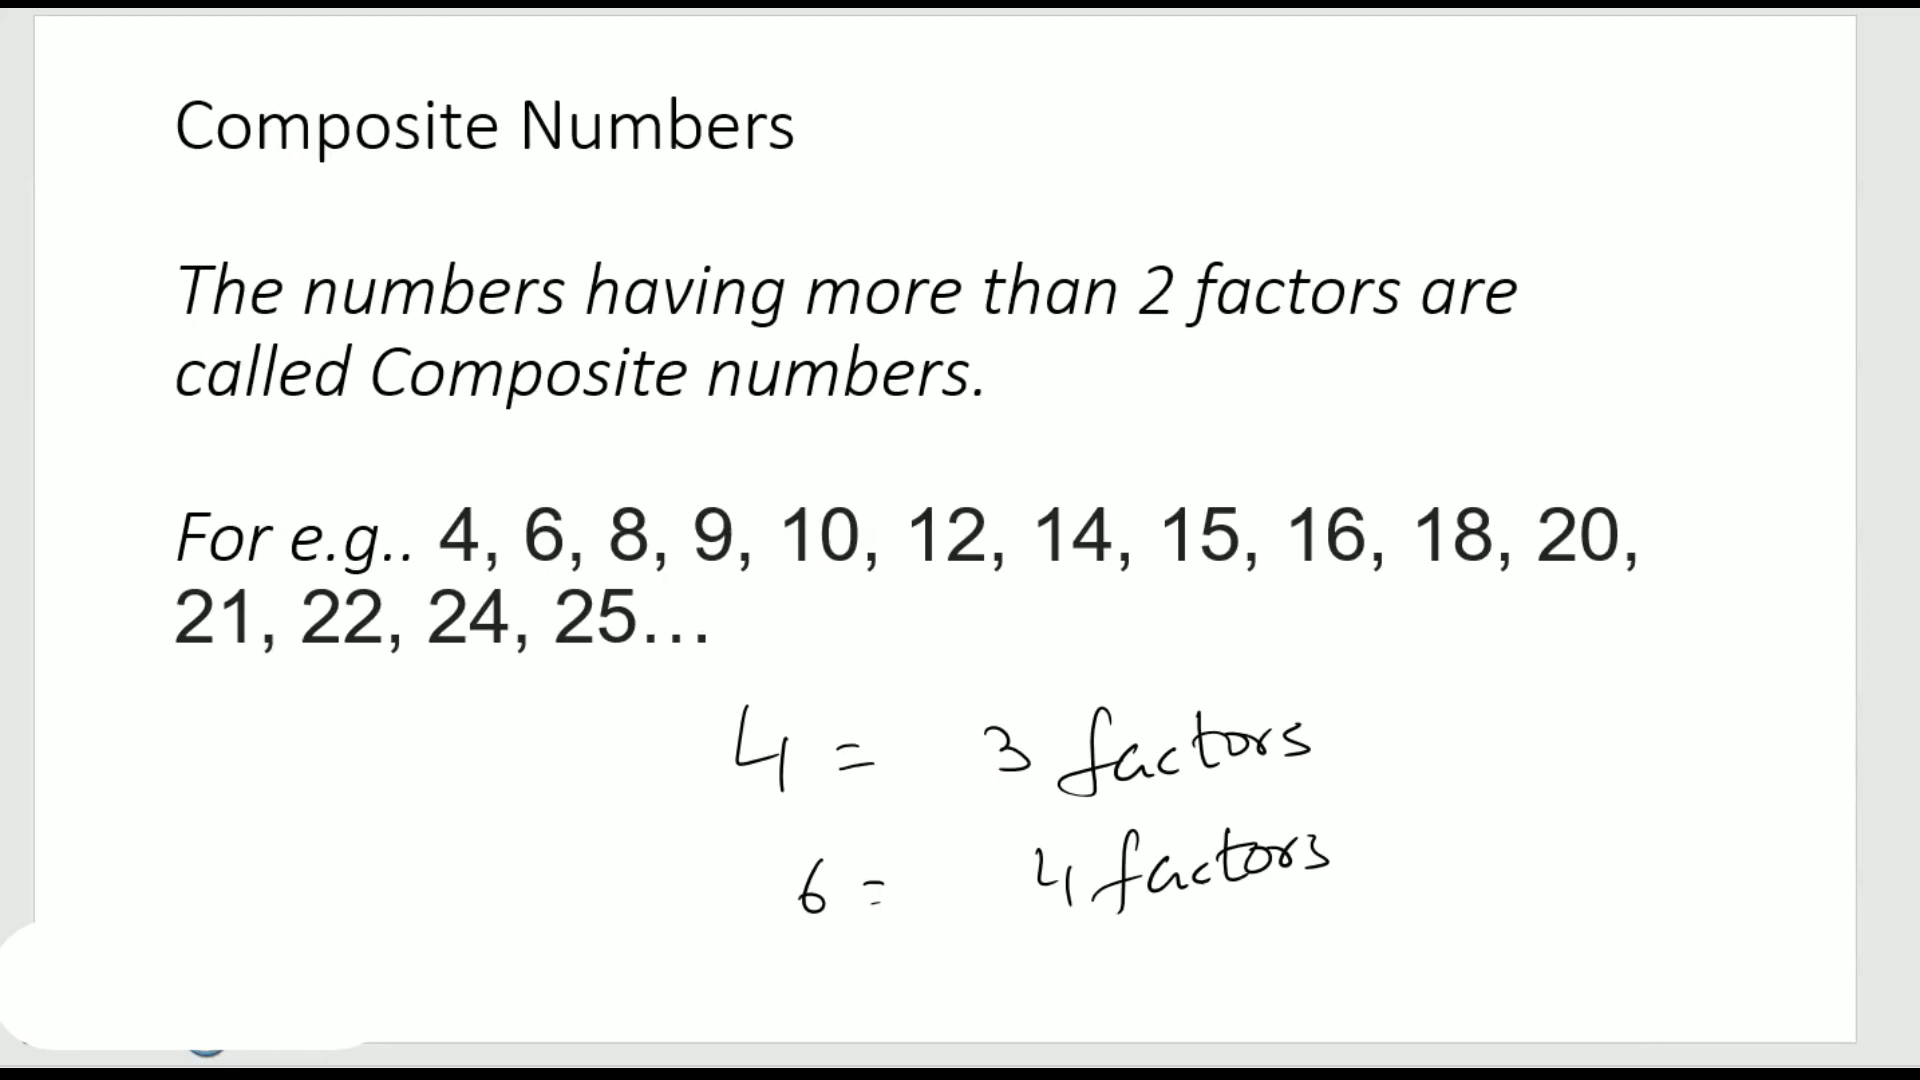 Composite Numbers
The numbers having more than 2 factors are
called Composite numbers.
For e.g.. 4, 6, 8, 9, 10, 12, 14, 15, 16, 18, 20,
21, 22, 24, 25…
4 = 3 factors
6 = 4 factors